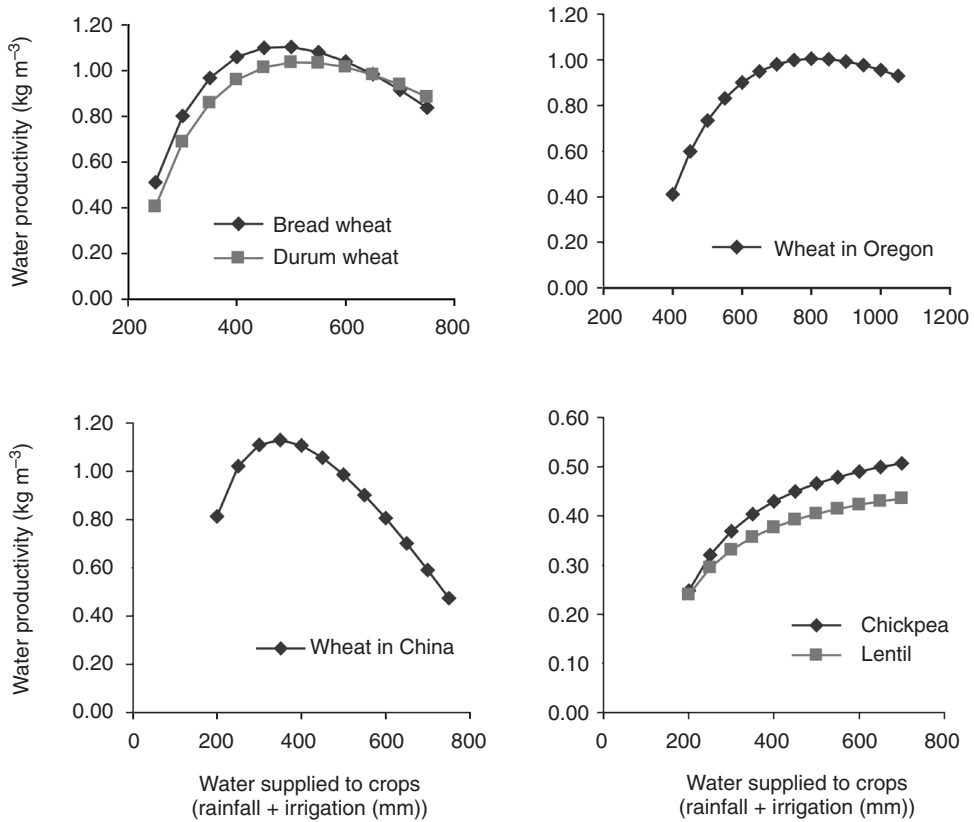 Water productivity (kg m⁻³)
1.20
1.00
0.80
0.60
0.40
0.20
0.00
200 400 600 800
Bread wheat
Durum wheat
1.20
1.00
0.80
0.60
0.40
0.20
0.00
200 400 600 800 1000 1200
Wheat in Oregon
Water productivity (kg m⁻³)
1.20
1.00
0.80
0.60
0.40
0.20
0.00
0 200 400 600 800
Wheat in China
Water supplied to crops
(rainfall + irrigation (mm))
0.60
0.50
0.40
0.30
0.20
0.10
0.00
0 200 400 600 800
Chickpea
Lentil
Water supplied to crops
(rainfall + irrigation (mm))